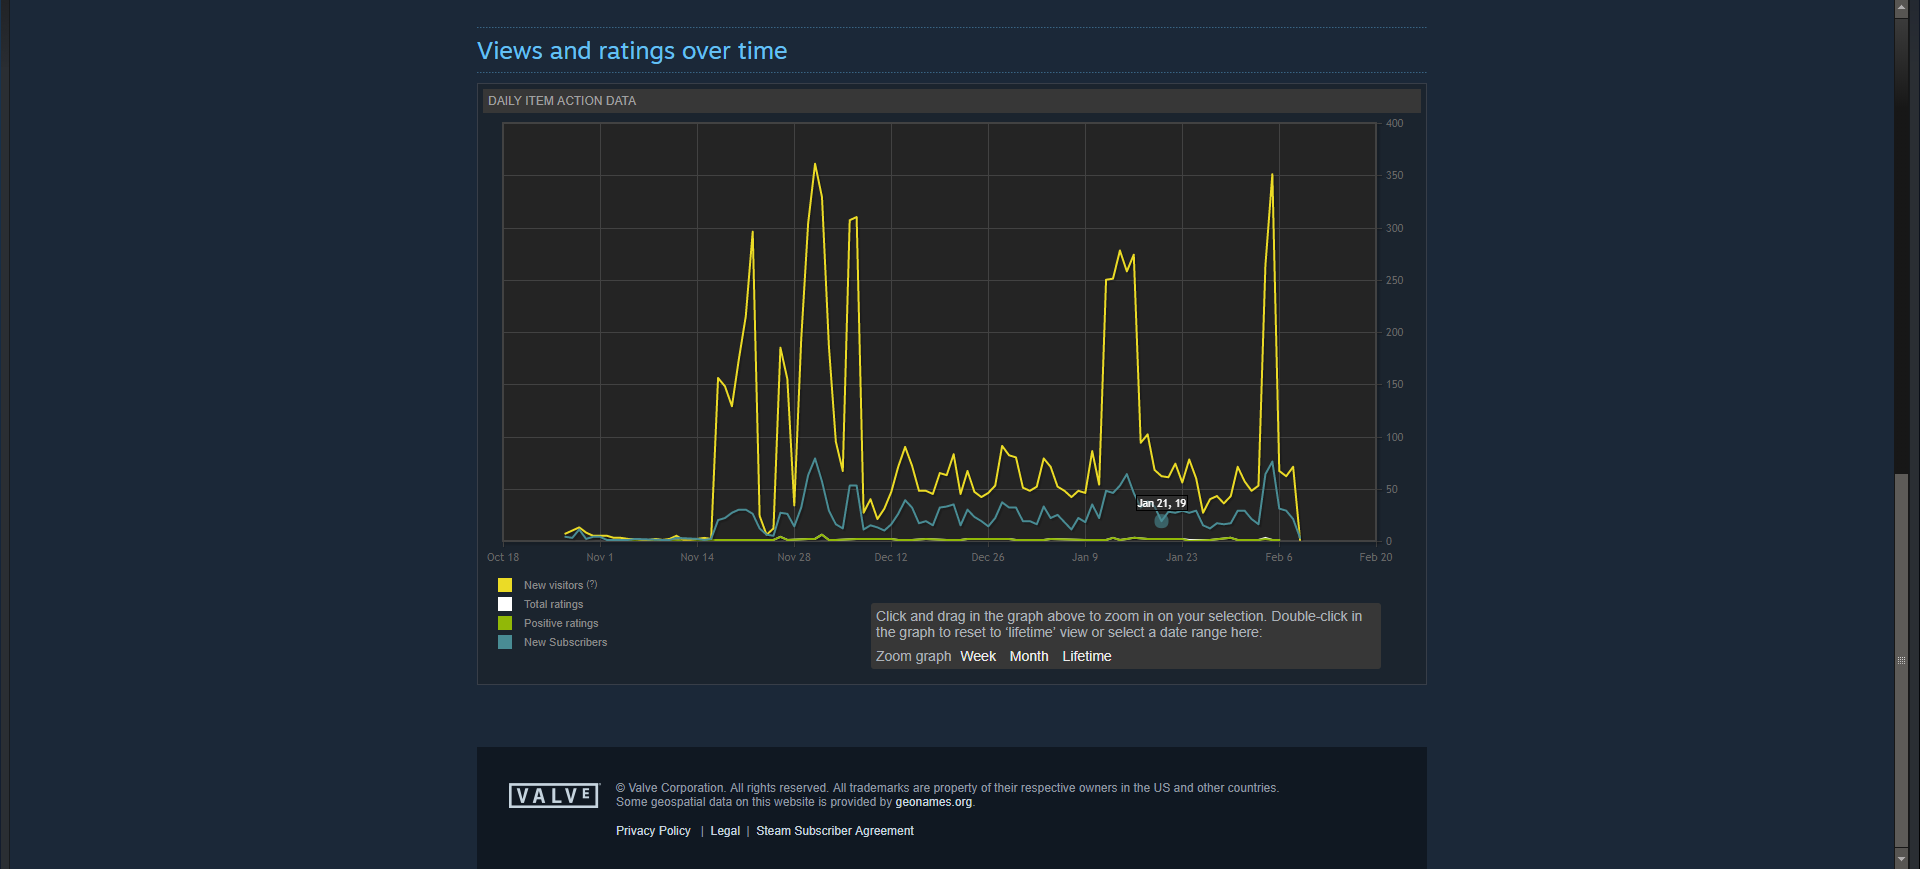 Views and ratings over time
DAILY ITEM ACTION DATA
400
350
300
250
200
150
100
50
0
Jan 21, 19
Oct 18 Nov 1 Nov 14 Nov 28 Dec 12 Dec 26 Jan 9 Jan 23 Feb 6 Feb 20
New visitors (?)
Total ratings
Positive ratings
New Subscribers
Click and drag in the graph above to zoom in on your selection. Double-click in
the graph to reset to ‘lifetime’ view or select a date range here:
Zoom graph Week Month Lifetime
VALVE
© Valve Corporation. All rights reserved. All trademarks are property of their respective owners in the US and other countries.
Some geospatial data on this website is provided by geonames.org.
Privacy Policy | Legal | Steam Subscriber Agreement